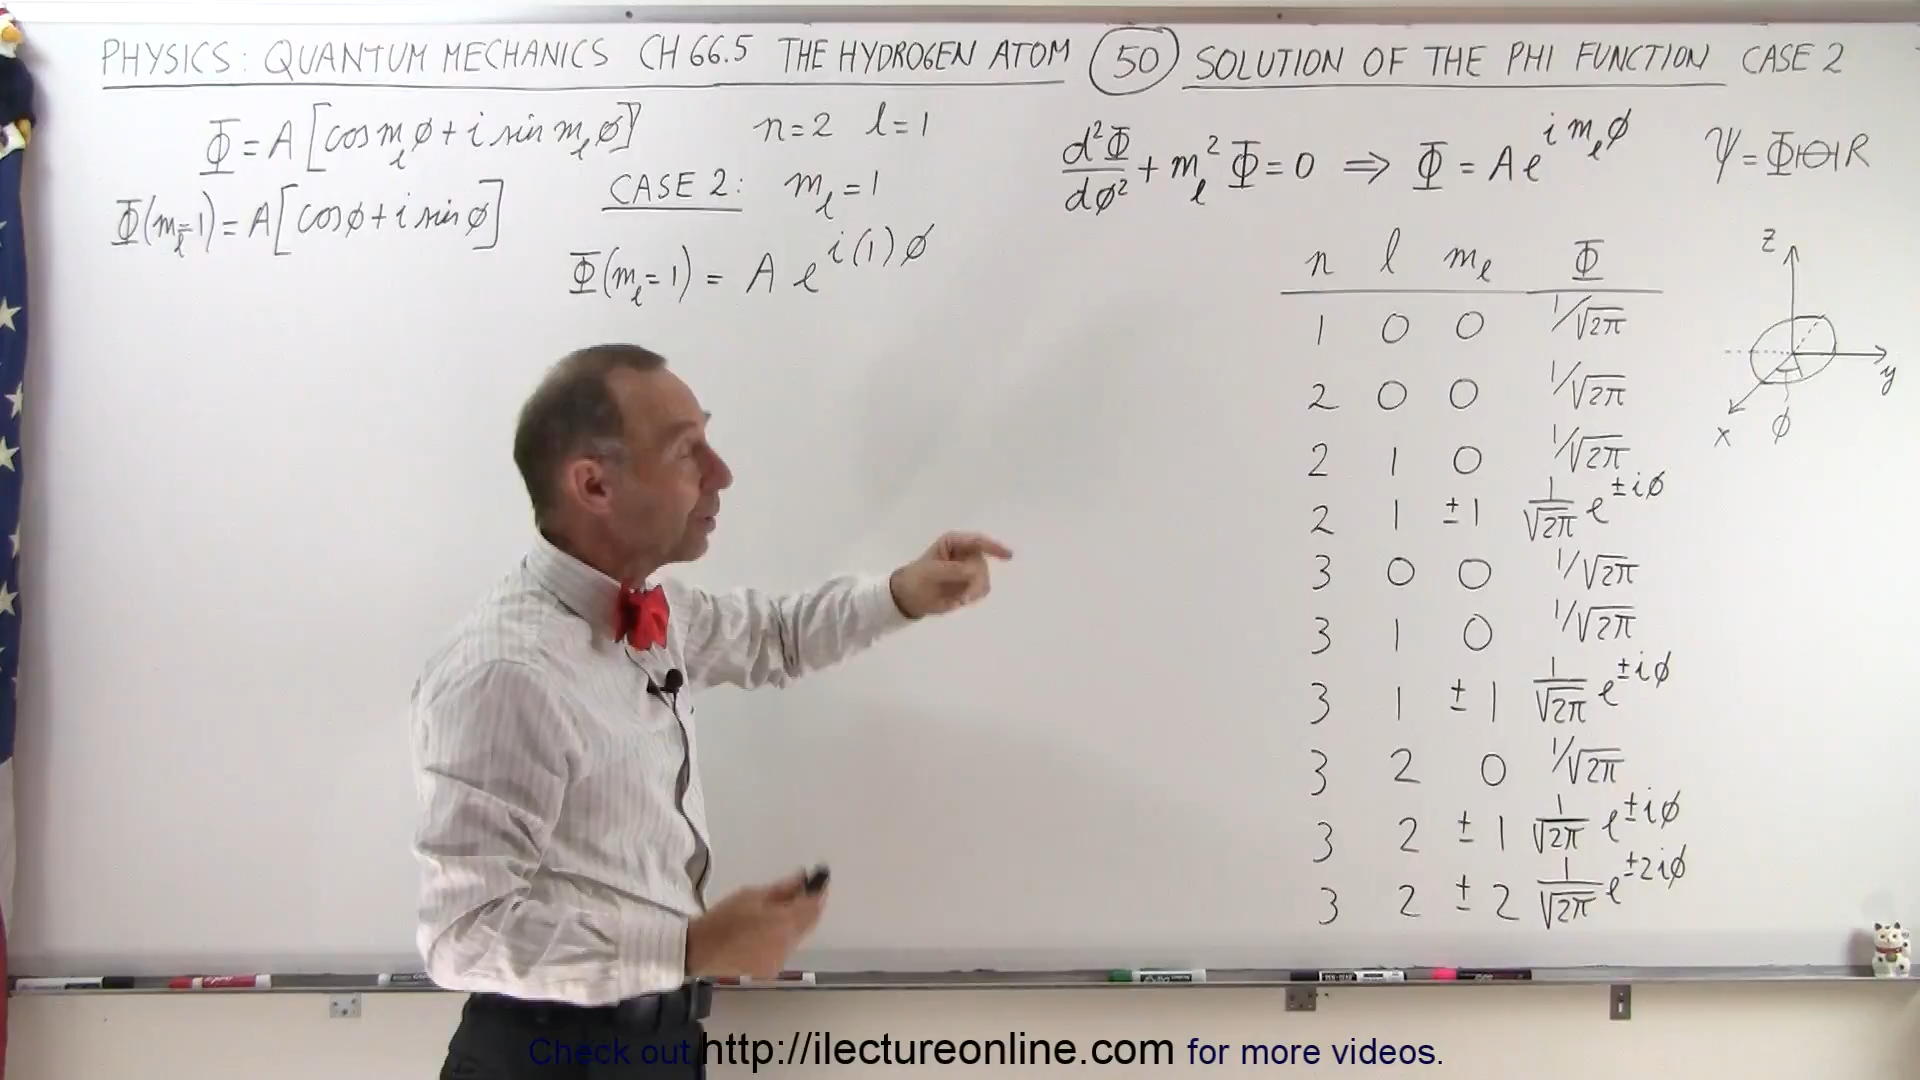 PHYSICS: QUANTUM MECHANICS CH 66.5 THE HYDROGEN ATOM (50) SOLUTION OF THE PHI FUNCTION CASE 2
Φ = A[cos m_ℓ ø + i sin m_ℓ ø]
Φ(m_ℓ=1) = A[cos ø + i sin ø]
n=2 l=1
CASE 2: m_ℓ = 1
Φ(m_ℓ=1) = A e^{i(1)ø}
d²Φ/dø² + m_ℓ² Φ = 0 ⇒ Φ = A e^{i m_ℓ ø}
ψ = ΦΘR
n l m_ℓ Φ
1 0 0 1/√2π
2 0 0 1/√2π
2 1 0 1/√2π
2 1 ±1 1/√2π e^{±iø}
3 0 0 1/√2π
3 1 0 1/√2π
3 1 ±1 1/√2π e^{±iø}
3 2 0 1/√2π
3 2 ±1 1/√2π e^{±iø}
3 2 ±2 1/√2π e^{±2iø}
z
y
x
ø
Check out http://ilectureonline.com for more videos.